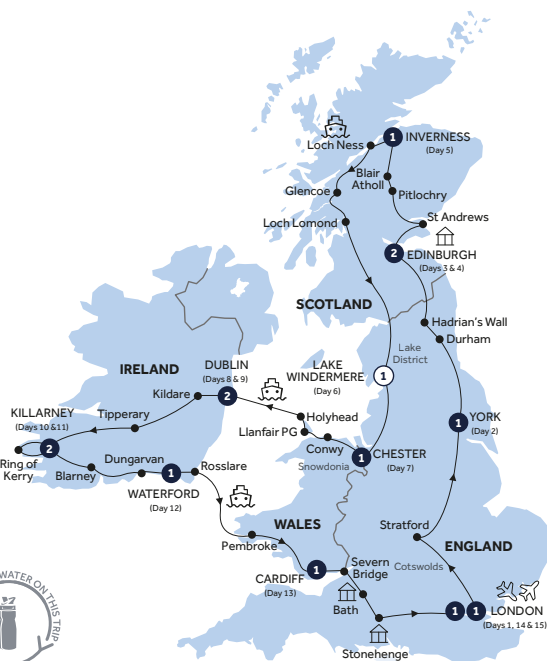 Loch Ness
1
INVERNESS
(Day 5)
Blair
Atholl
Pitlochry
Glencoe
Loch Lomond
St Andrews
2
EDINBURGH
(Days 3 & 4)
SCOTLAND
Hadrian's Wall
Durham
Lake
District
IRELAND
DUBLIN
(Days 8 & 9)
2
LAKE
WINDERMERE
(Day 6)
1
Kildare
Holyhead
Llanfair PG
Conwy
Snowdonia
1
CHESTER
(Day 7)
1
YORK
(Day 2)
KILLARNEY
(Days 10 &11)
2
Tipperary
Ring of
Kerry
Blarney
Dungarvan
1
WATERFORD
(Day 12)
Rosslare
WALES
Pembroke
1
CARDIFF
(Day 13)
Severn
Bridge
Bath
Stonehenge
Stratford
ENGLAND
Cotswolds
1
1
LONDON
(Days 1, 14 & 15)
WATER ON THIS TRIP